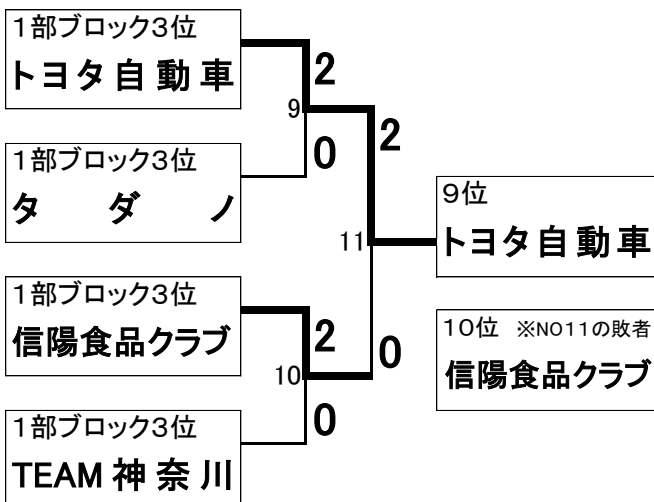 1部ブロック3位
トヨタ自動車
2
9
0
1部ブロック3位
タダノ
2
11
0
1部ブロック3位
信陽食品クラブ
2
10
0
1部ブロック3位
TEAM神奈川
9位
トヨタ自動車
10位 ※NO11の敗者
信陽食品クラブ